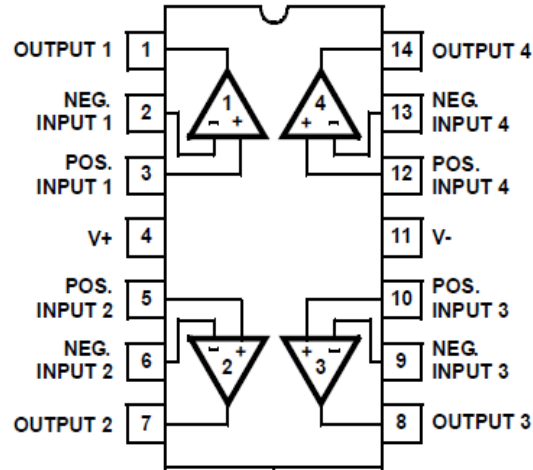 OUTPUT 1 1
NEG.
INPUT 1 2
POS.
INPUT 1 3
V+ 4
POS.
INPUT 2 5
NEG.
INPUT 2 6
OUTPUT 2 7
1
- +
4
+ -
- +
2
+ -
3
14 OUTPUT 4
13 NEG.
INPUT 4
12 POS.
INPUT 4
11 V-
10 POS.
INPUT 3
9 NEG.
INPUT 3
8 OUTPUT 3